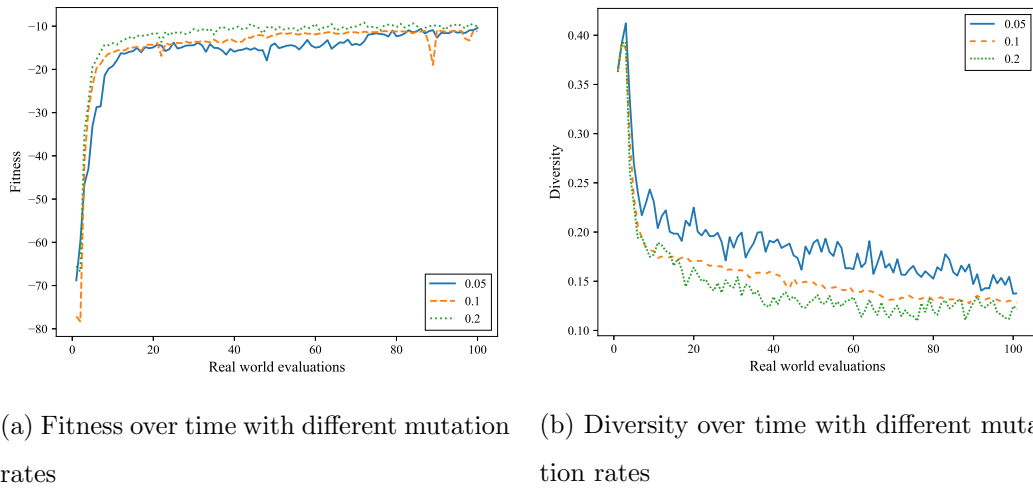 −10
−20
−30
−40
−50
−60
−70
−80
Fitness
0 20 40 60 80 100
Real world evaluations
0.05
0.1
0.2
0.40
0.35
0.30
0.25
0.20
0.15
0.10
Diversity
0 20 40 60 80 100
Real world evaluations
0.05
0.1
0.2
(a) Fitness over time with different mutation
rates
(b) Diversity over time with different muta
tion rates